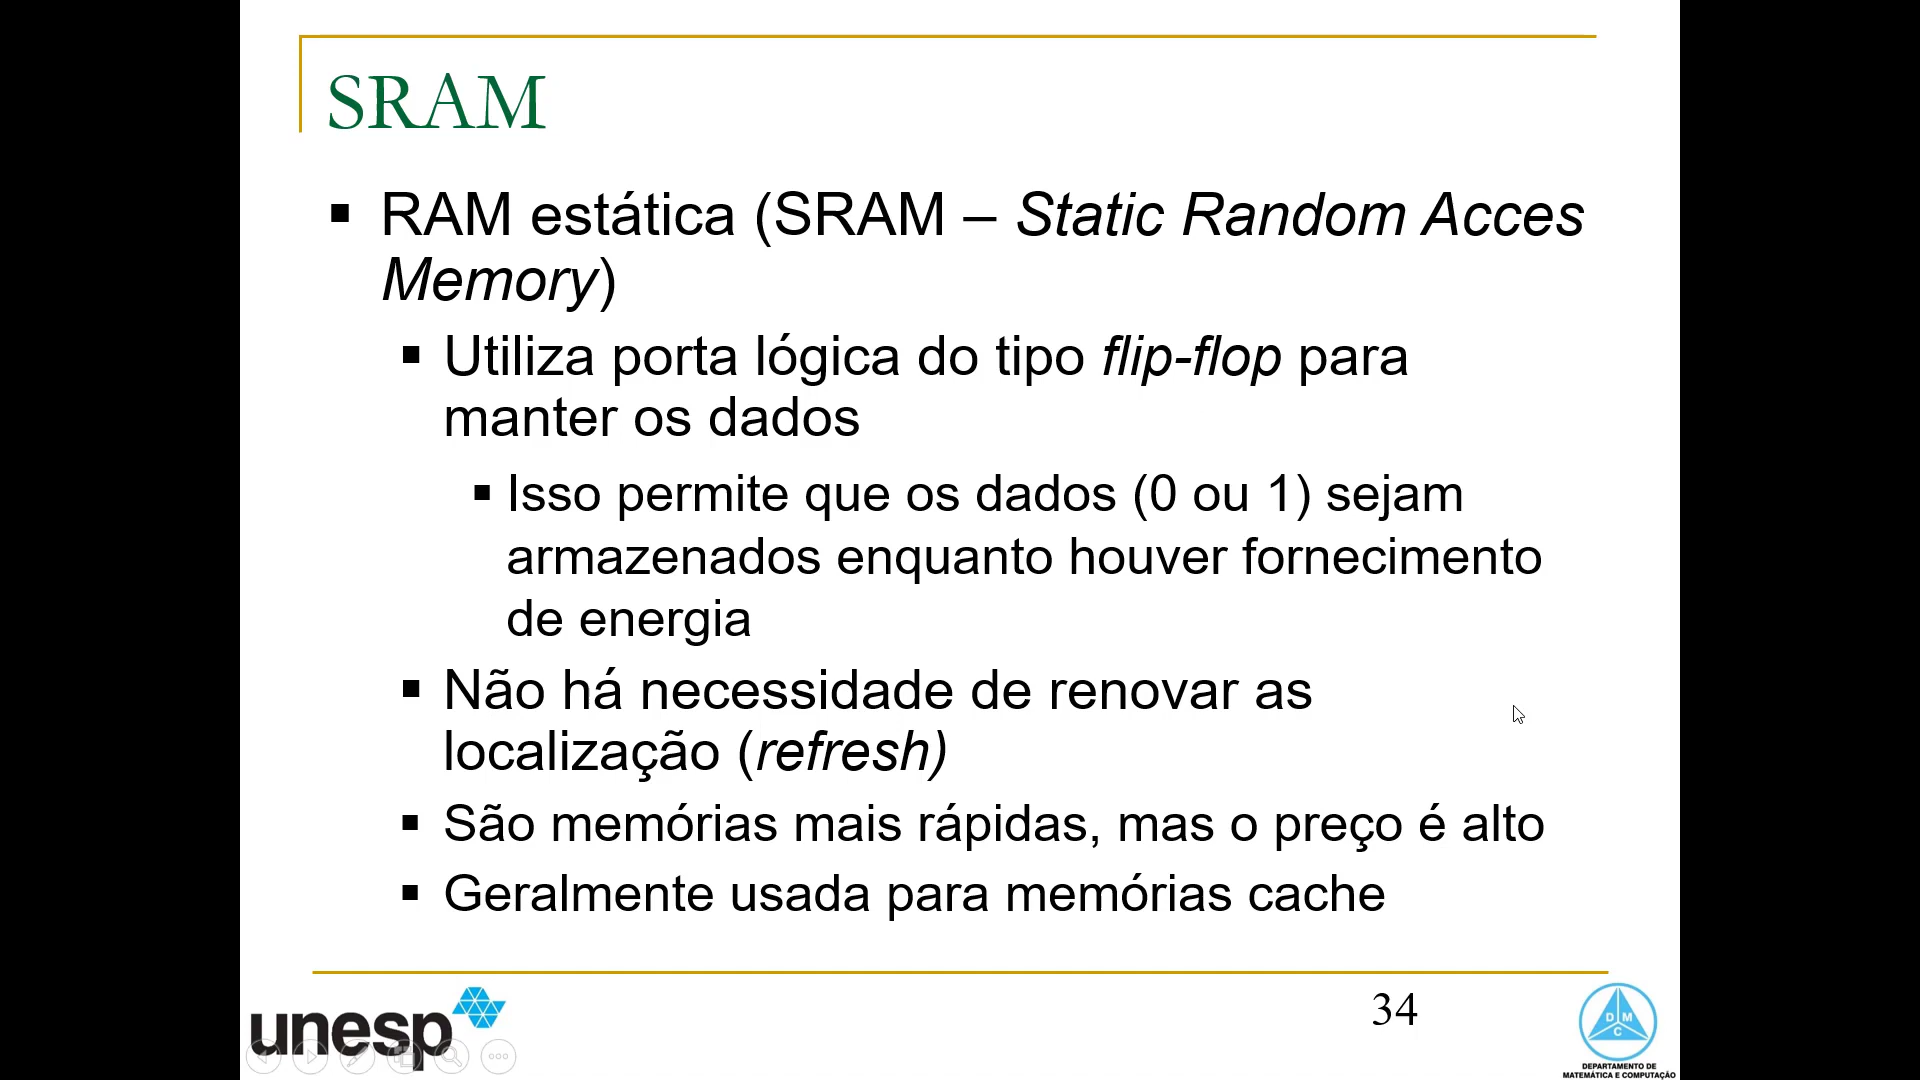 SRAM
▪ RAM estática (SRAM – Static Random Acces
Memory)
▪ Utiliza porta lógica do tipo flip-flop para
manter os dados
▪ Isso permite que os dados (0 ou 1) sejam
armazenados enquanto houver fornecimento
de energia
▪ Não há necessidade de renovar as
localização (refresh)
▪ São memórias mais rápidas, mas o preço é alto
▪ Geralmente usada para memórias cache
unesp
34
D M
C
DEPARTAMENTO DE
MATEMÁTICA E COMPUTAÇÃO